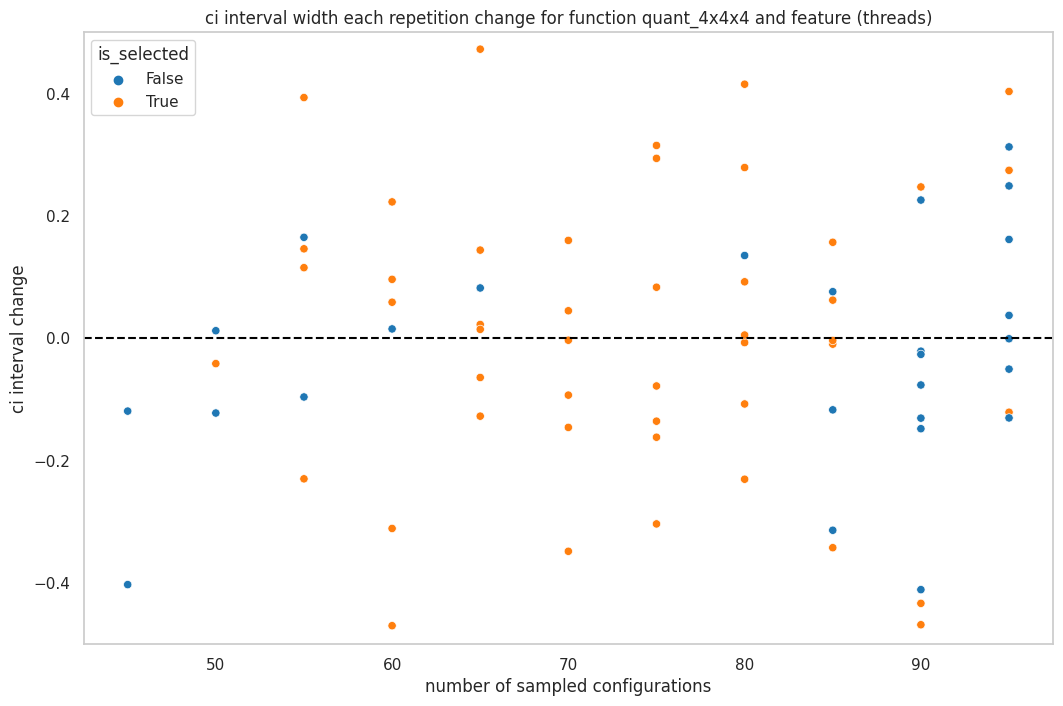 ci interval width each repetition change for function quant_4x4x4 and feature (threads)
is_selected
False
True
ci interval change
0.4
0.2
0.0
−0.2
−0.4
50
60
70
80
90
number of sampled configurations